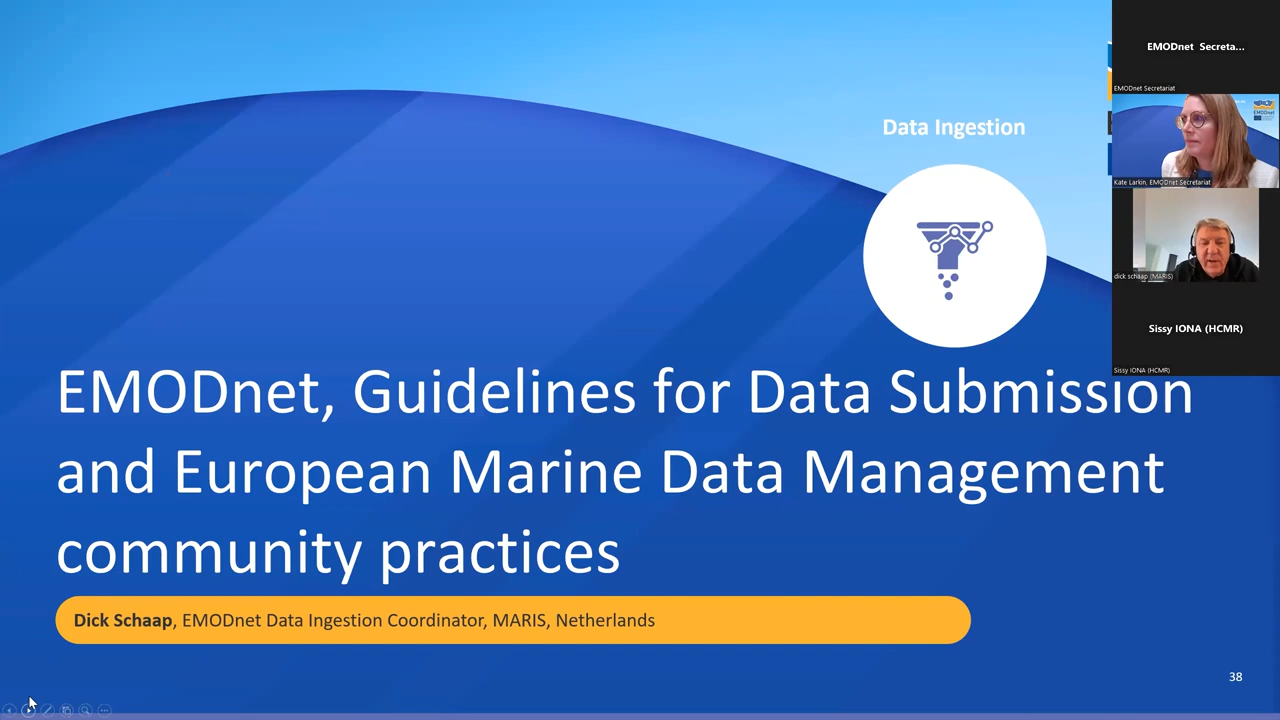 EMODnet Secreta...
EMODnet Secretariat
Data Ingestion
EMODnet
Kate Larkin, EMODnet Secretariat
dick schaap (MARIS)
Sissy IONA (HCMR)
Sissy IONA (HCMR)
EMODnet, Guidelines for Data Submission
and European Marine Data Management
community practices
Dick Schaap, EMODnet Data Ingestion Coordinator, MARIS, Netherlands
38